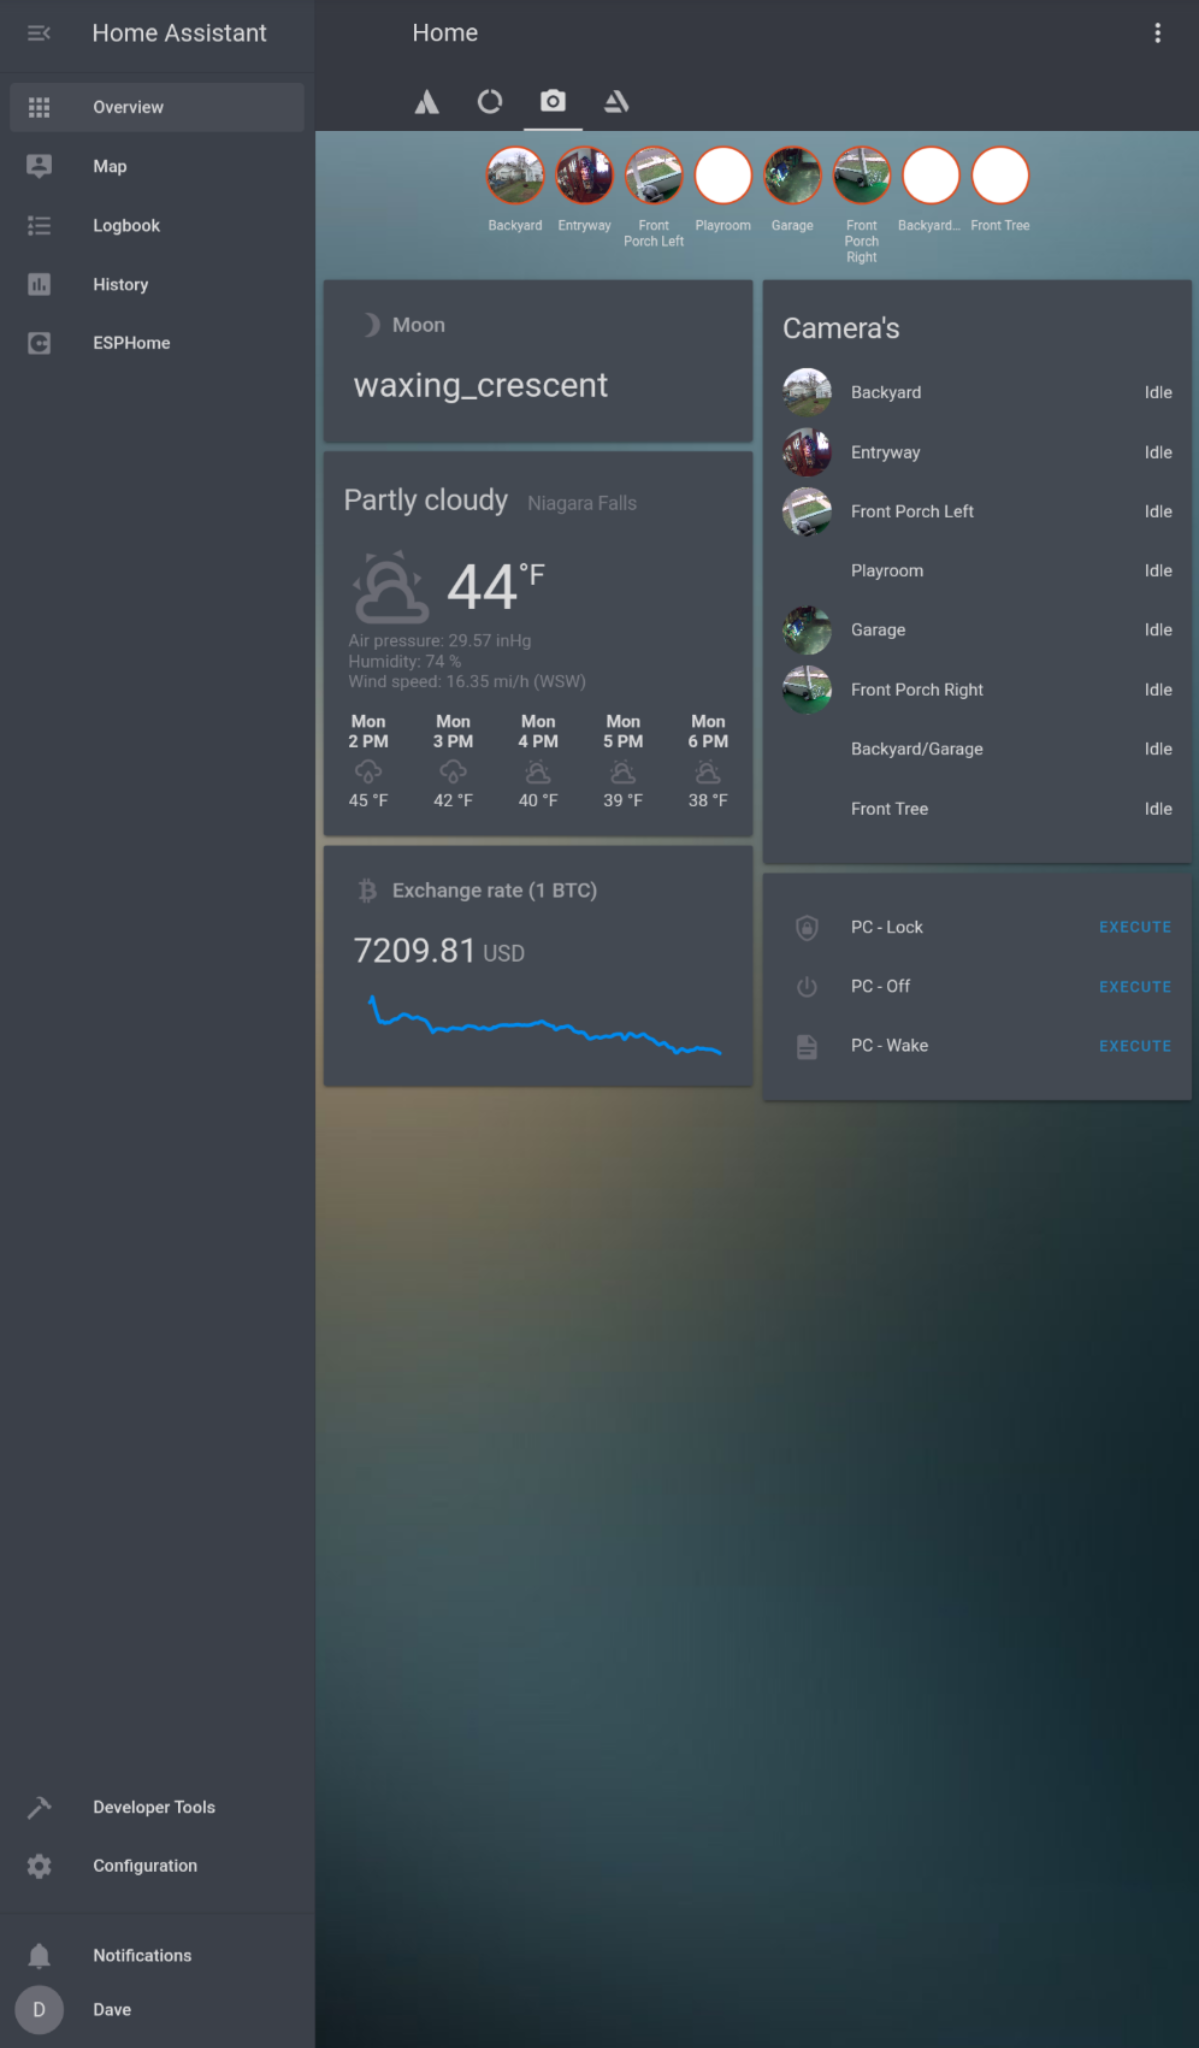 Home Assistant
Overview
Map
Logbook
History
ESPHome
Developer Tools
Configuration
Notifications
D
Dave
Home
Backyard
Entryway
Front
Porch Left
Playroom
Garage
Front
Porch
Right
Backyard...
Front Tree
Moon
waxing_crescent
Partly cloudy Niagara Falls
44 °F
Air pressure: 29.57 inHg
Humidity: 74 %
Wind speed: 16.35 mi/h (WSW)
Mon Mon Mon Mon Mon
2 PM 3 PM 4 PM 5 PM 6 PM
45 °F 42 °F 40 °F 39 °F 38 °F
Exchange rate (1 BTC)
7209.81 USD
Camera's
Backyard Idle
Entryway Idle
Front Porch Left Idle
Playroom Idle
Garage Idle
Front Porch Right Idle
Backyard/Garage Idle
Front Tree Idle
PC - Lock EXECUTE
PC - Off EXECUTE
PC - Wake EXECUTE